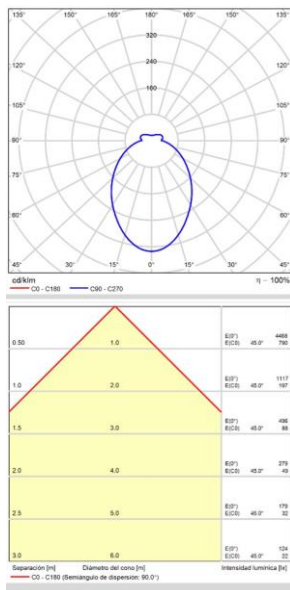 135° 150° 165° 180° 165° 150° 135°
320
120° 240 120°
105° 160 105°
90° 90°
75° 75°
60° 60°
45° 30° 15° 0° 15° 30° 45°
cd/klm η - 100%
C0 - C180 C90 - C270
E(0°) 4468
0.50 1.0 E(C0) 45.0° 790
E(0°) 1117
1.0 2.0 E(C0) 45.0° 197
E(0°) 496
1.5 3.0 E(C0) 45.0° 88
E(0°) 279
2.0 4.0 E(C0) 45.0° 49
E(0°) 179
2.5 5.0 E(C0) 45.0° 32
E(0°) 124
3.0 6.0 E(C0) 45.0° 22
Separación [m] Diámetro del cono [m] Intensidad lumínica [lx]
C0 - C180 (Semiángulo de dispersión: 90.0°)